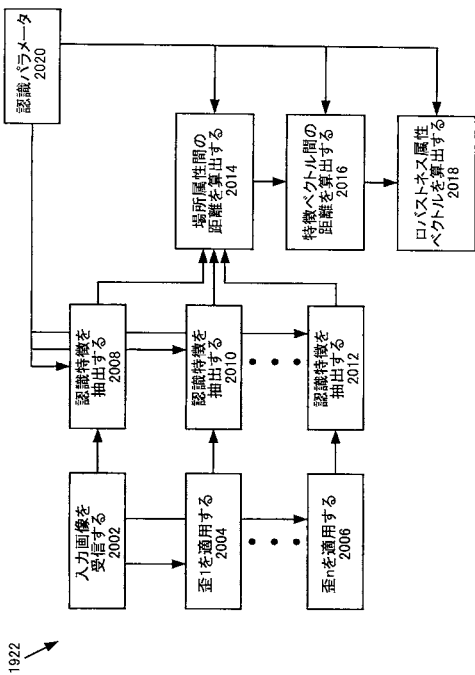 1922
入力画像を
受信する
2002
歪1を適用する
2004
歪nを適用する
2006
認識特徴を
抽出する
2008
認識特徴を
抽出する
2010
認識特徴を
抽出する
2012
場所属性間の
距離を算出する
2014
特徴ベクトル間の
距離を算出する
2016
ロバストネス属性
ベクトルを算出する
2018
認識パラメータ
2020